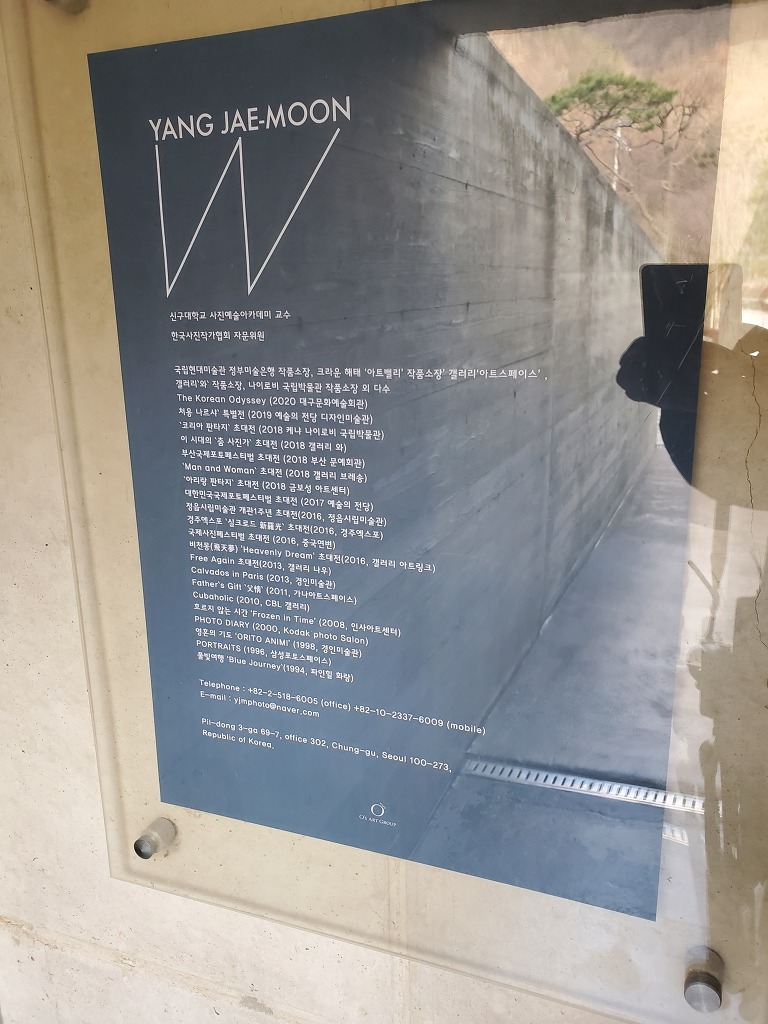 YANG JAE-MOON
W
신구대학교 사진예술아카데미 교수
한국사진작가협회 자문위원
국립현대미술관 정부미술은행 작품소장, 크라운 해태 '아트밸리' 작품소장' 갤러리'아트스페이스' ,
갤러리'와' 작품소장, 나이로비 국립박물관 작품소장 외 다수
The Korean Odyssey (2020 대구문화예술회관)
처용 나르샤' 특별전 (2019 예술의 전당 디자인미술관)
'코리아 판타지' 초대전 (2018 케냐 나이로비 국립박물관)
이 시대의 '춤 사진가' 초대전 (2018 갤러리 와)
부산국제포토페스티벌 초대전 (2018 부산 문예회관)
'Man and Woman' 초대전 (2018 갤러리 브레송)
'아리랑 판타지' 초대전 (2018 금보성 아트센터)
대한민국국제포토페스티벌 초대전 (2017 예술의 전당)
정읍시립미술관 개관1주년 초대전(2016, 정읍시립미술관)
경주엑스포 '실크로드 新羅光' 초대전(2016, 경주엑스포)
국제사진페스티벌 초대전 (2016, 중국연변)
비천몽(飛天夢) 'Heavenly Dream' 초대전(2016, 갤러리 아트링크)
Free Again 초대전(2013, 갤러리 나우)
Calvados in Paris (2013, 경인미술관)
Father's Gift '父情' (2011, 가나아트스페이스)
Cubaholic (2010, CBL 갤러리)
흐르지 않는 시간 'Frozen in Time' (2008, 인사아트센터)
PHOTO DIARY (2000, Kodak photo Salon)
영혼의 기도 'ORITO ANIMI' (1998, 경인미술관)
PORTRAITS (1996, 삼성포토스페이스)
풀빛여행 'Blue Journey'(1994, 파인힐 화랑)
Telephone : +82-2-518-6005 (office) +82-10-2337-6009 (mobile)
E-mail : yjmphoto@naver.com
Pil-dong 3-ga 69-7, office 302, Chung-gu, Seoul 100-273,
Republic of Korea.
O's ART GROUP